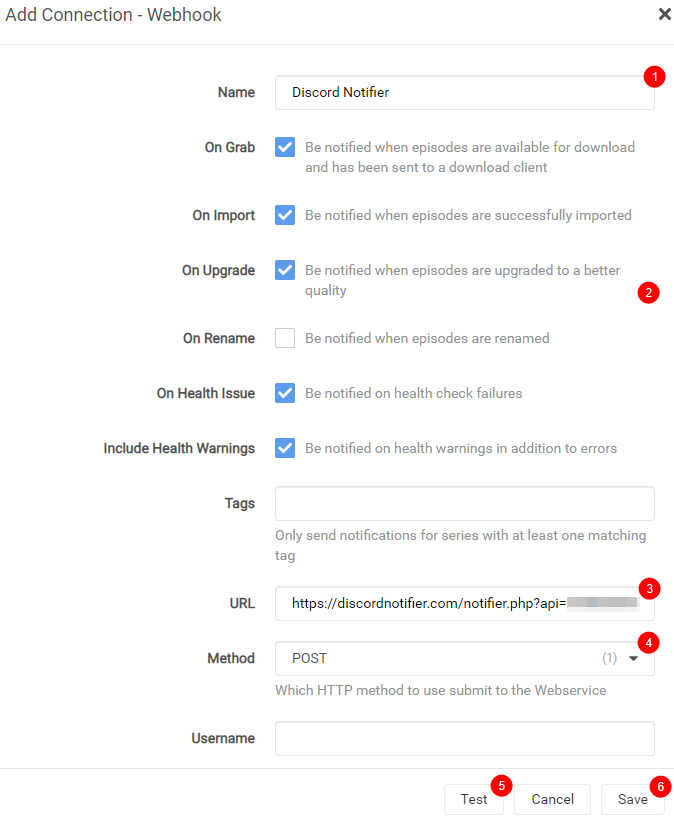 Add Connection - Webhook
1
Name
Discord Notifier
On Grab
Be notified when episodes are available for download
and has been sent to a download client
On Import
Be notified when episodes are successfully imported
On Upgrade
Be notified when episodes are upgraded to a better
quality
2
On Rename
Be notified when episodes are renamed
On Health Issue
Be notified on health check failures
Include Health Warnings
Be notified on health warnings in addition to errors
Tags
Only send notifications for series with at least one matching
tag
3
URL
https://discordnotifier.com/notifier.php?api=
4
Method
POST (1)
Which HTTP method to use submit to the Webservice
Username
5
6
Test
Cancel
Save